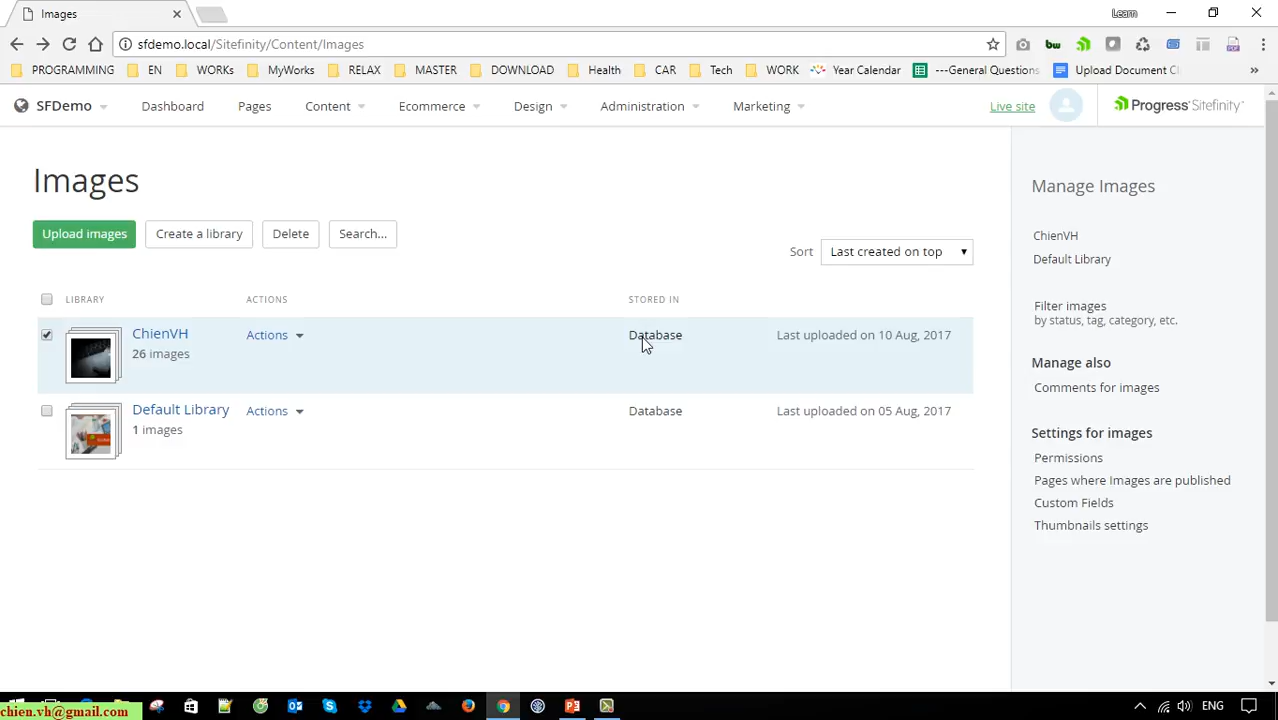 Images
Learn
sfdemo.local/Sitefinity/Content/Images
bw
PROGRAMMING EN WORKs MyWorks RELAX MASTER DOWNLOAD Health CAR Tech WORK Year Calendar ---General Questions Upload Document Cl
SFDemo Dashboard Pages Content Ecommerce Design Administration Marketing Live site Progress Sitefinity
Images
Manage Images
Upload images Create a library Delete Search...
ChienVH
Sort Last created on top
Default Library
LIBRARY ACTIONS STORED IN
Filter images
by status, tag, category, etc.
ChienVH Actions Database Last uploaded on 10 Aug, 2017
26 images
Manage also
Comments for images
Default Library Actions Database Last uploaded on 05 Aug, 2017
1 images
Settings for images
Permissions
Pages where Images are published
Custom Fields
Thumbnails settings
chien.vh@gmail.com
ENG